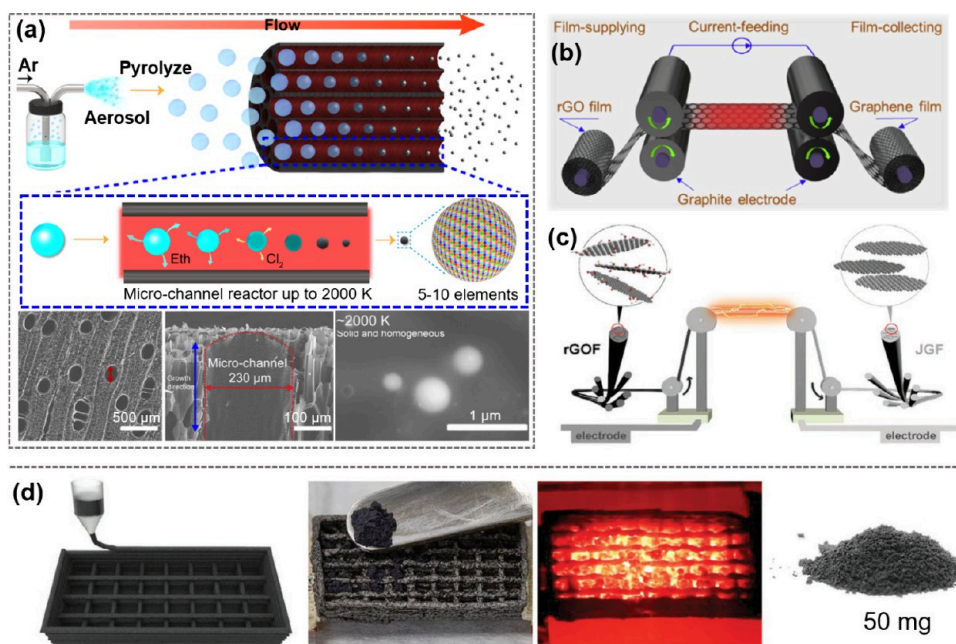 (a)
Flow
Ar
Pyrolyze
Aerosol
Eth
Cl2
Micro-channel reactor up to 2000 K
5-10 elements
500 μm
Growth
direction
Micro-channel
230 μm
100 μm
~2000 K
Solid and homogeneous
1 μm
(b)
Film-supplying
Current-feeding
Film-collecting
rGO film
Graphene film
Graphite electrode
(c)
rGOF
JGF
electrode
electrode
(d)
50 mg